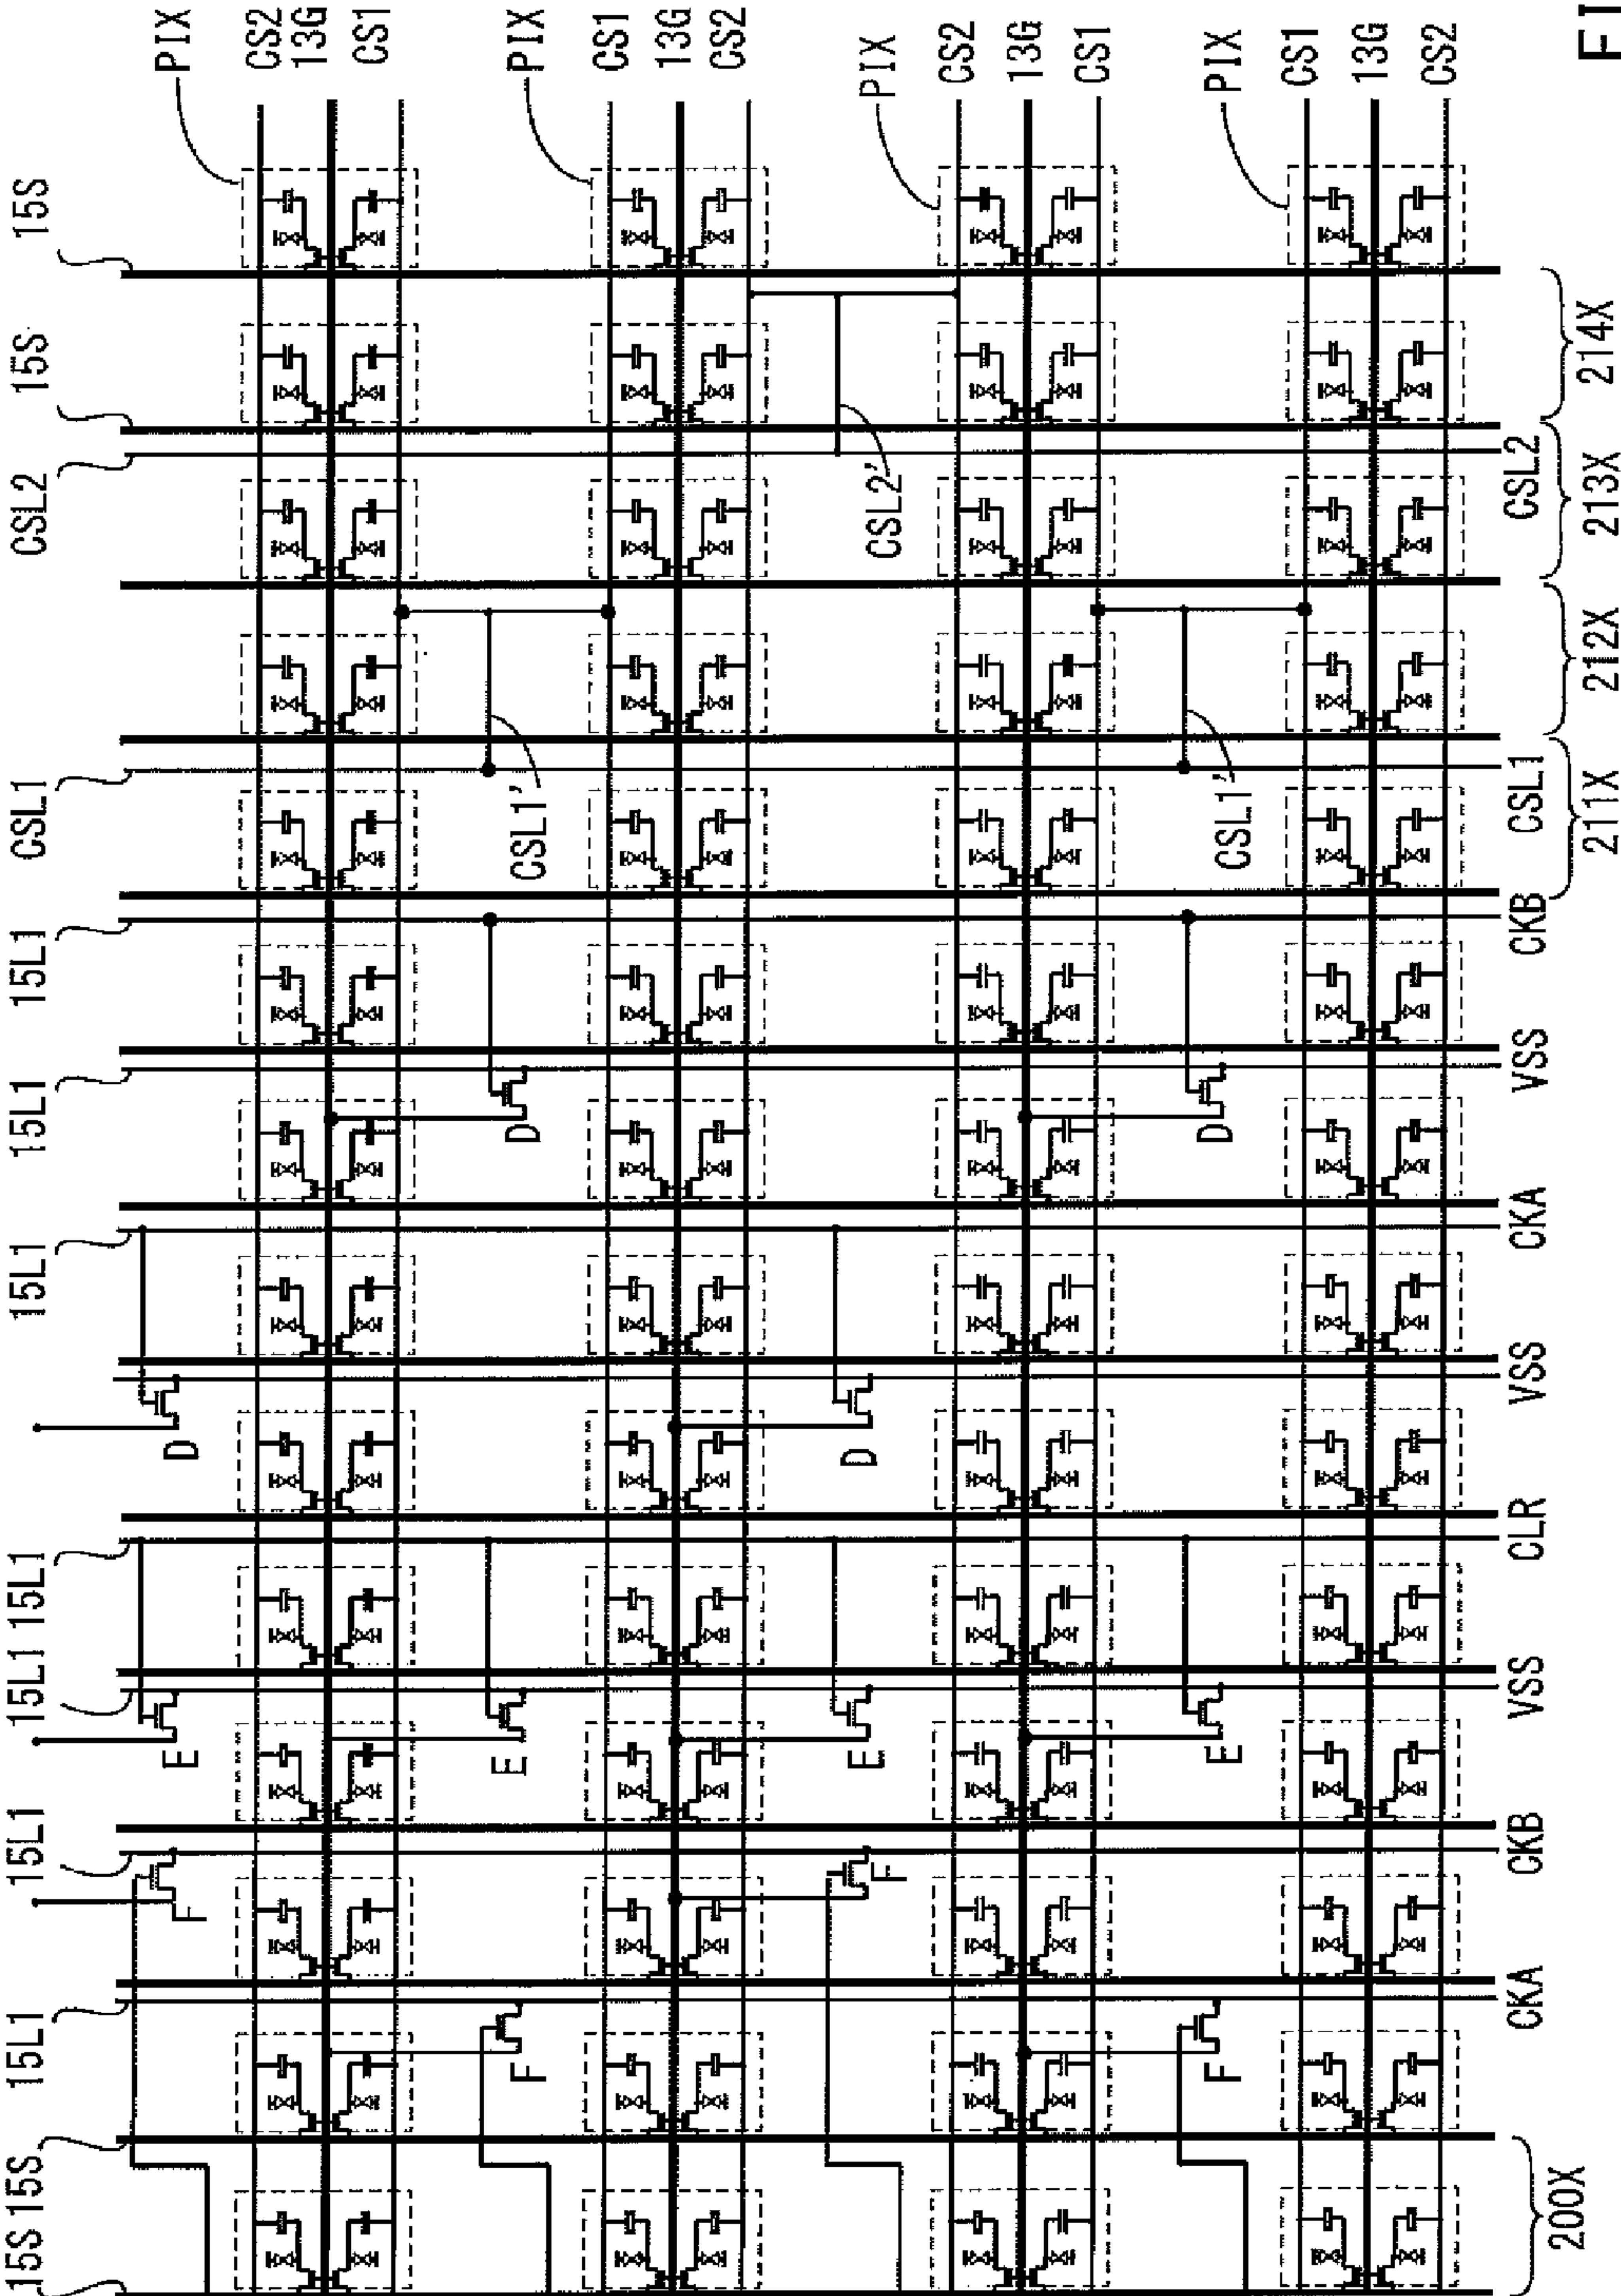 15S 15S 15L1 15L1 15L1 15L1 15L1 15L1 15L1 CSL1 CSL2 15S 15S
PIX
CS2
13G
CS1
PIX
CS1
13G
CS2
PIX
CS2
13G
CS1
PIX
CS1
13G
CS2
F E D
F E D CSL1'
F E D CSL2'
F E D CSL1'
CKA CKB VSS CLR VSS CKA VSS CKB CSL1 CSL2
200X 211X 212X 213X 214X